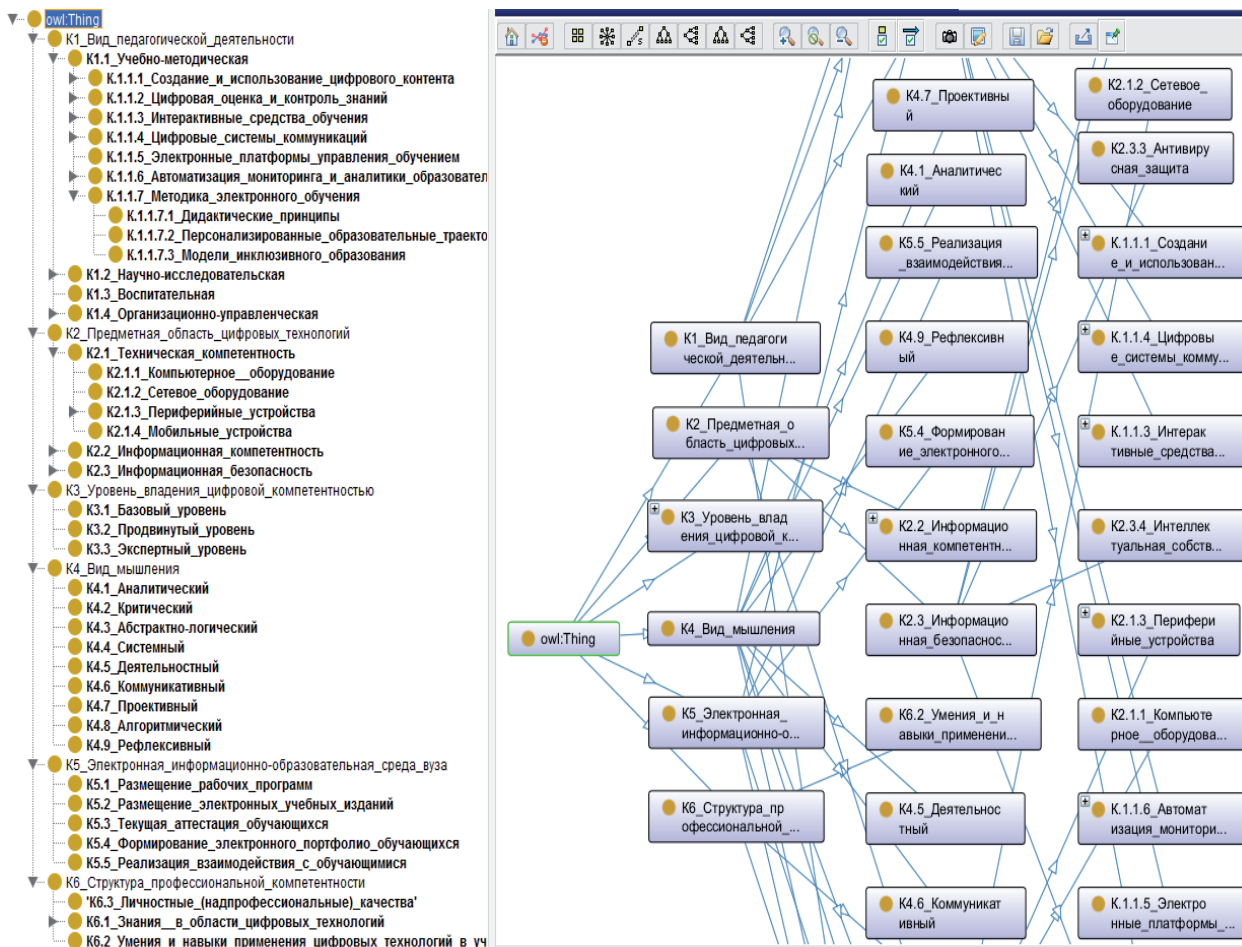 owl:Thing
К1_Вид_педагогической_деятельности
К1.1_Учебно-методическая
К.1.1.1_Создание_и_использование_цифрового_контента
К.1.1.2_Цифровая_оценка_и_контроль_знаний
К.1.1.3_Интерактивные_средства_обучения
К.1.1.4_Цифровые_системы_коммуникаций
К.1.1.5_Электронные_платформы_управления_обучением
К.1.1.6_Автоматизация_мониторинга_и_аналитики_образовател
К.1.1.7_Методика_электронного_обучения
К.1.1.7.1_Дидактические_принципы
К.1.1.7.2_Персонализированные_образовательные_траекто
К.1.1.7.3_Модели_инклюзивного_образования
К1.2_Научно-исследовательская
К1.3_Воспитательная
К1.4_Организационно-управленческая
К2_Предметная_область_цифровых_технологий
К2.1_Техническая_компетентность
К2.1.1_Компьютерное__оборудование
К2.1.2_Сетевое_оборудование
К2.1.3_Периферийные_устройства
К2.1.4_Мобильные_устройства
К2.2_Информационная_компетентность
К2.3_Информационная_безопасность
К3_Уровень_владения_цифровой_компетентностью
К3.1_Базовый_уровень
К3.2_Продвинутый_уровень
К3.3_Экспертный_уровень
К4_Вид_мышления
К4.1_Аналитический
К4.2_Критический
К4.3_Абстрактно-логический
К4.4_Системный
К4.5_Деятельностный
К4.6_Коммуникативный
К4.7_Проективный
К4.8_Алгоритмический
К4.9_Рефлексивный
К5_Электронная_информационно-образовательная_среда_вуза
К5.1_Размещение_рабочих_программ
К5.2_Размещение_электронных_учебных_изданий
К5.3_Текущая_аттестация_обучающихся
К5.4_Формирование_электронного_портфолио_обучающихся
К5.5_Реализация_взаимодействия_с_обучающимися
К6_Структура_профессиональной_компетентности
'К6.3_Личностные_(надпрофессиональные)_качества'
К6.1_Знания__в_области_цифровых_технологий
К6.2_Умения_и_навыки_применения_цифровых_технологий_в_уч
owl:Thing
К1_Вид_педагоги
ческой_деятельн...
К2_Предметная_о
бласть_цифровых...
К3_Уровень_влад
ения_цифровой_к...
К4_Вид_мышления
К5_Электронная_
информационно-о...
К6_Структура_пр
офессиональной_...
К4.7_Проективны
й
К4.1_Аналитичес
кий
К5.5_Реализация
_взаимодействия...
К4.9_Рефлексивн
ый
К5.4_Формирован
ие_электронного...
К2.2_Информацио
нная_компетентн...
К2.3_Информацио
нная_безопаснос...
К6.2_Умения_и_н
авыки_применени...
К4.5_Деятельнос
тный
К4.6_Коммуникат
ивный
К2.1.2_Сетевое_
оборудование
К2.3.3_Антивиру
сная_защита
К.1.1.1_Создани
е_и_использован...
К.1.1.4_Цифровы
е_системы_комму...
К.1.1.3_Интерак
тивные_средства...
К2.3.4_Интеллек
туальная_собств...
К2.1.3_Перифери
йные_устройства
К2.1.1_Компьюте
рное__оборудова...
К.1.1.6_Автомат
изация_монитори...
К.1.1.5_Электро
нные_платформы_...